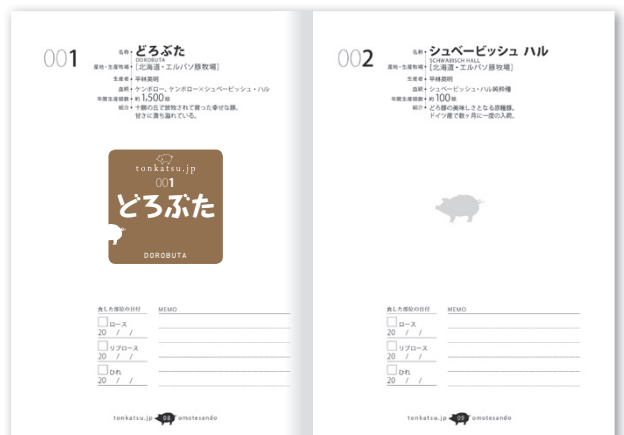 001
名称・どろぶた
DOROBUTA
産地・生産牧場・[北海道・エルパソ豚牧場]
生産者・平林英明
血統・ケンボロー、ケンボロー×シュベービッシュ・ハル
年間生産頭数・約1,500頭
紹介・十勝の丘で放牧されて育った幸せな豚。
甘さに満ち溢れている。
tonkatsu.jp
001
どろぶた
DOROBUTA
食した部位の日付 MEMO
ロース
20 / /
リブロース
20 / /
ひれ
20 / /
tonkatsu.jp 08 omotesando
002
名称・シュベービッシュ ハル
SCHWABISCH HALL
産地・生産牧場・[北海道・エルパソ豚牧場]
生産者・平林英明
血統・シュベービッシュ・ハル純粋種
年間生産頭数・約100頭
紹介・どろ豚の美味しさとなる原種豚。
ドイツ産で数ヶ月に一度の入荷。
食した部位の日付 MEMO
ロース
20 / /
リブロース
20 / /
ひれ
20 / /
tonkatsu.jp 09 omotesando